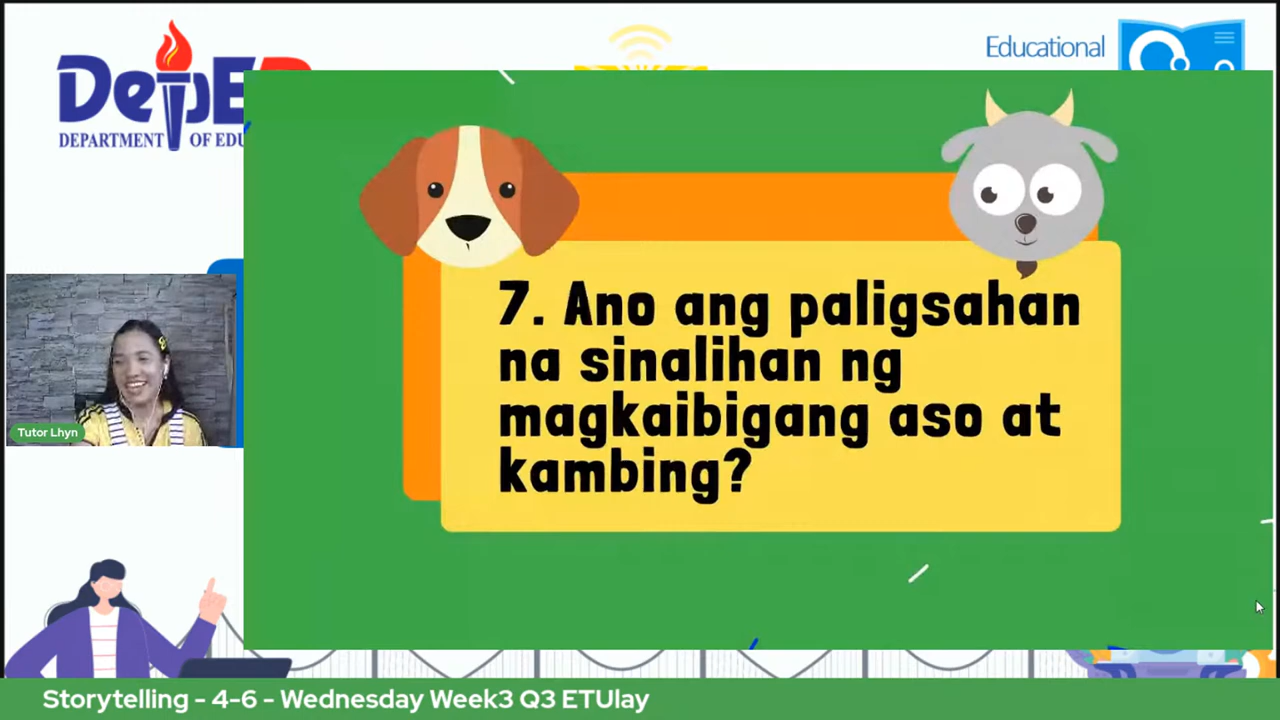 DepED
DEPARTMENT OF EDU
Educational
7. Ano ang paligsahan
na sinalihan ng
magkaibigang aso at
kambing?
Tutor Lhyn
Storytelling - 4-6 - Wednesday Week3 Q3 ETUlay